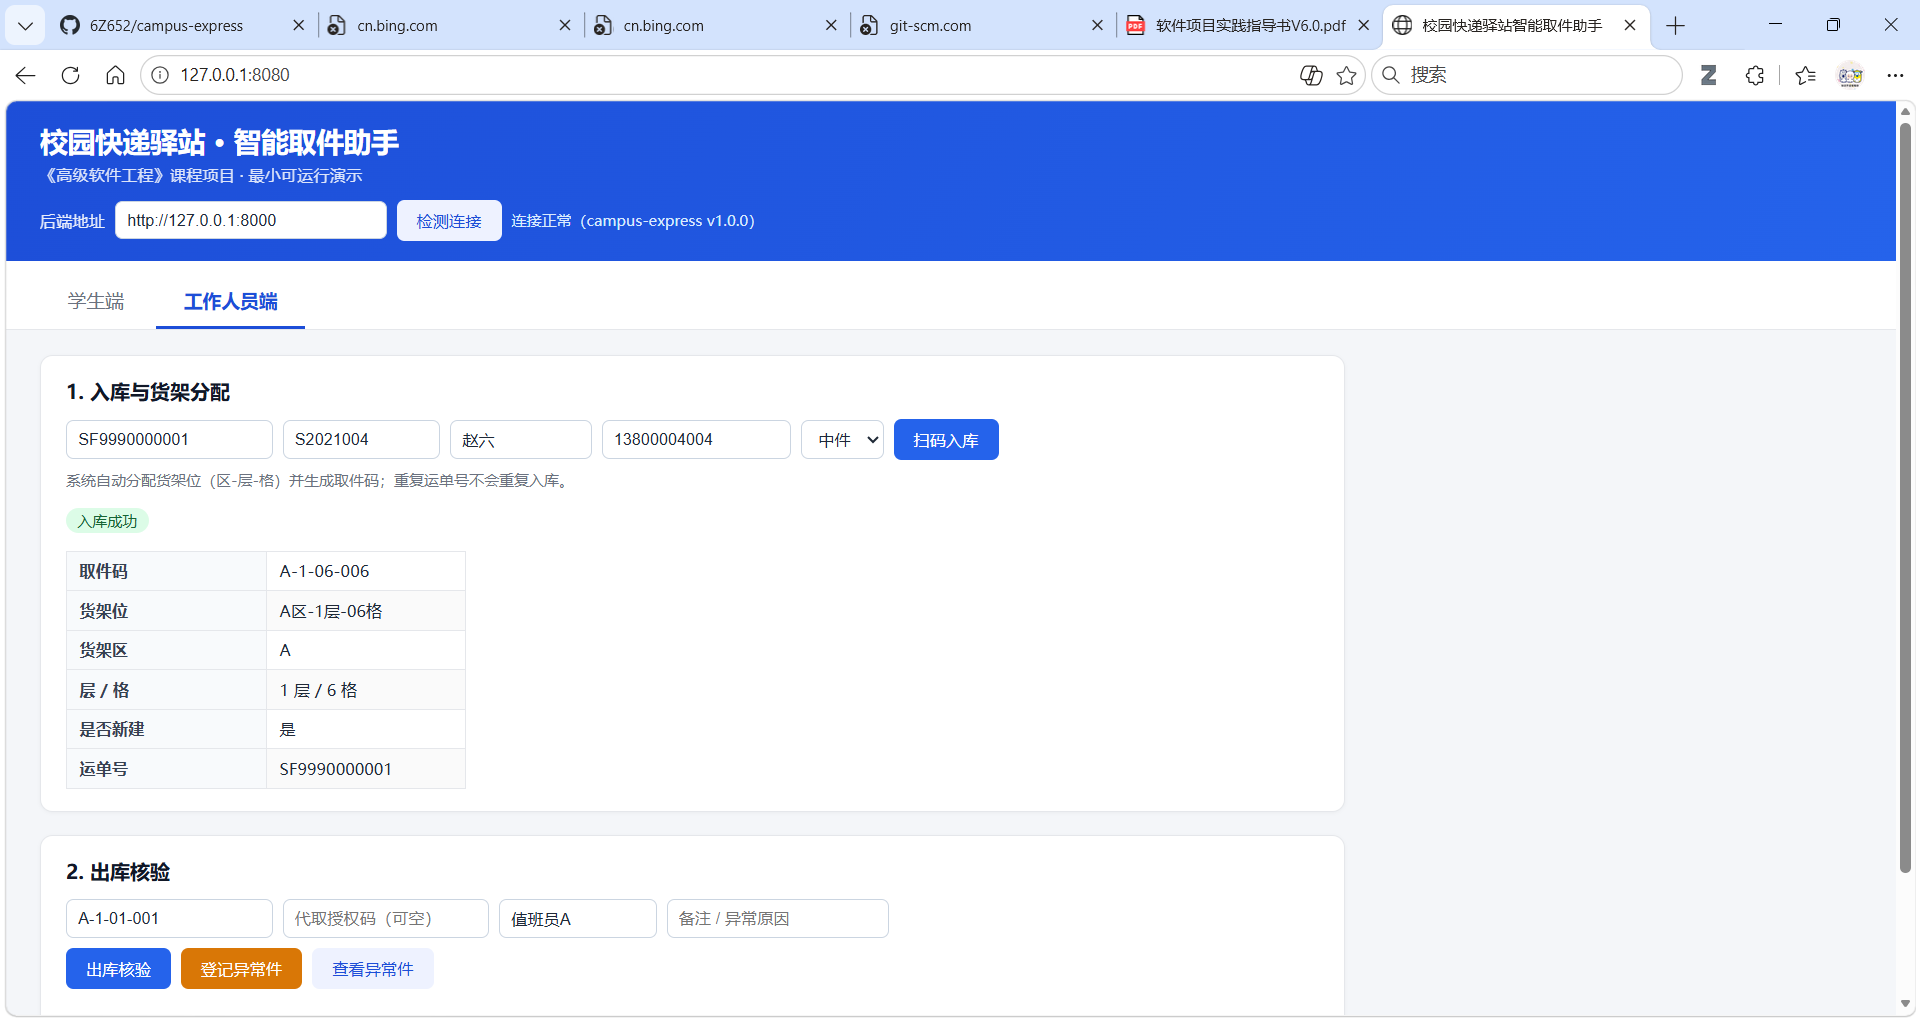 6Z652/campus-express
cn.bing.com
cn.bing.com
git-scm.com
软件项目实践指导书V6.0.pdf
校园快递驿站智能取件助手
127.0.0.1:8080
搜索
校园快递驿站 • 智能取件助手
《高级软件工程》课程项目 · 最小可运行演示
后端地址 http://127.0.0.1:8000 检测连接 连接正常（campus-express v1.0.0）
学生端 工作人员端
1. 入库与货架分配
SF9990000001 S2021004 赵六 13800004004 中件 扫码入库
系统自动分配货架位（区-层-格）并生成取件码；重复运单号不会重复入库。
入库成功
取件码 A-1-06-006
货架位 A区-1层-06格
货架区 A
层 / 格 1 层 / 6 格
是否新建 是
运单号 SF9990000001
2. 出库核验
A-1-01-001 代取授权码（可空） 值班员A 备注 / 异常原因
出库核验 登记异常件 查看异常件